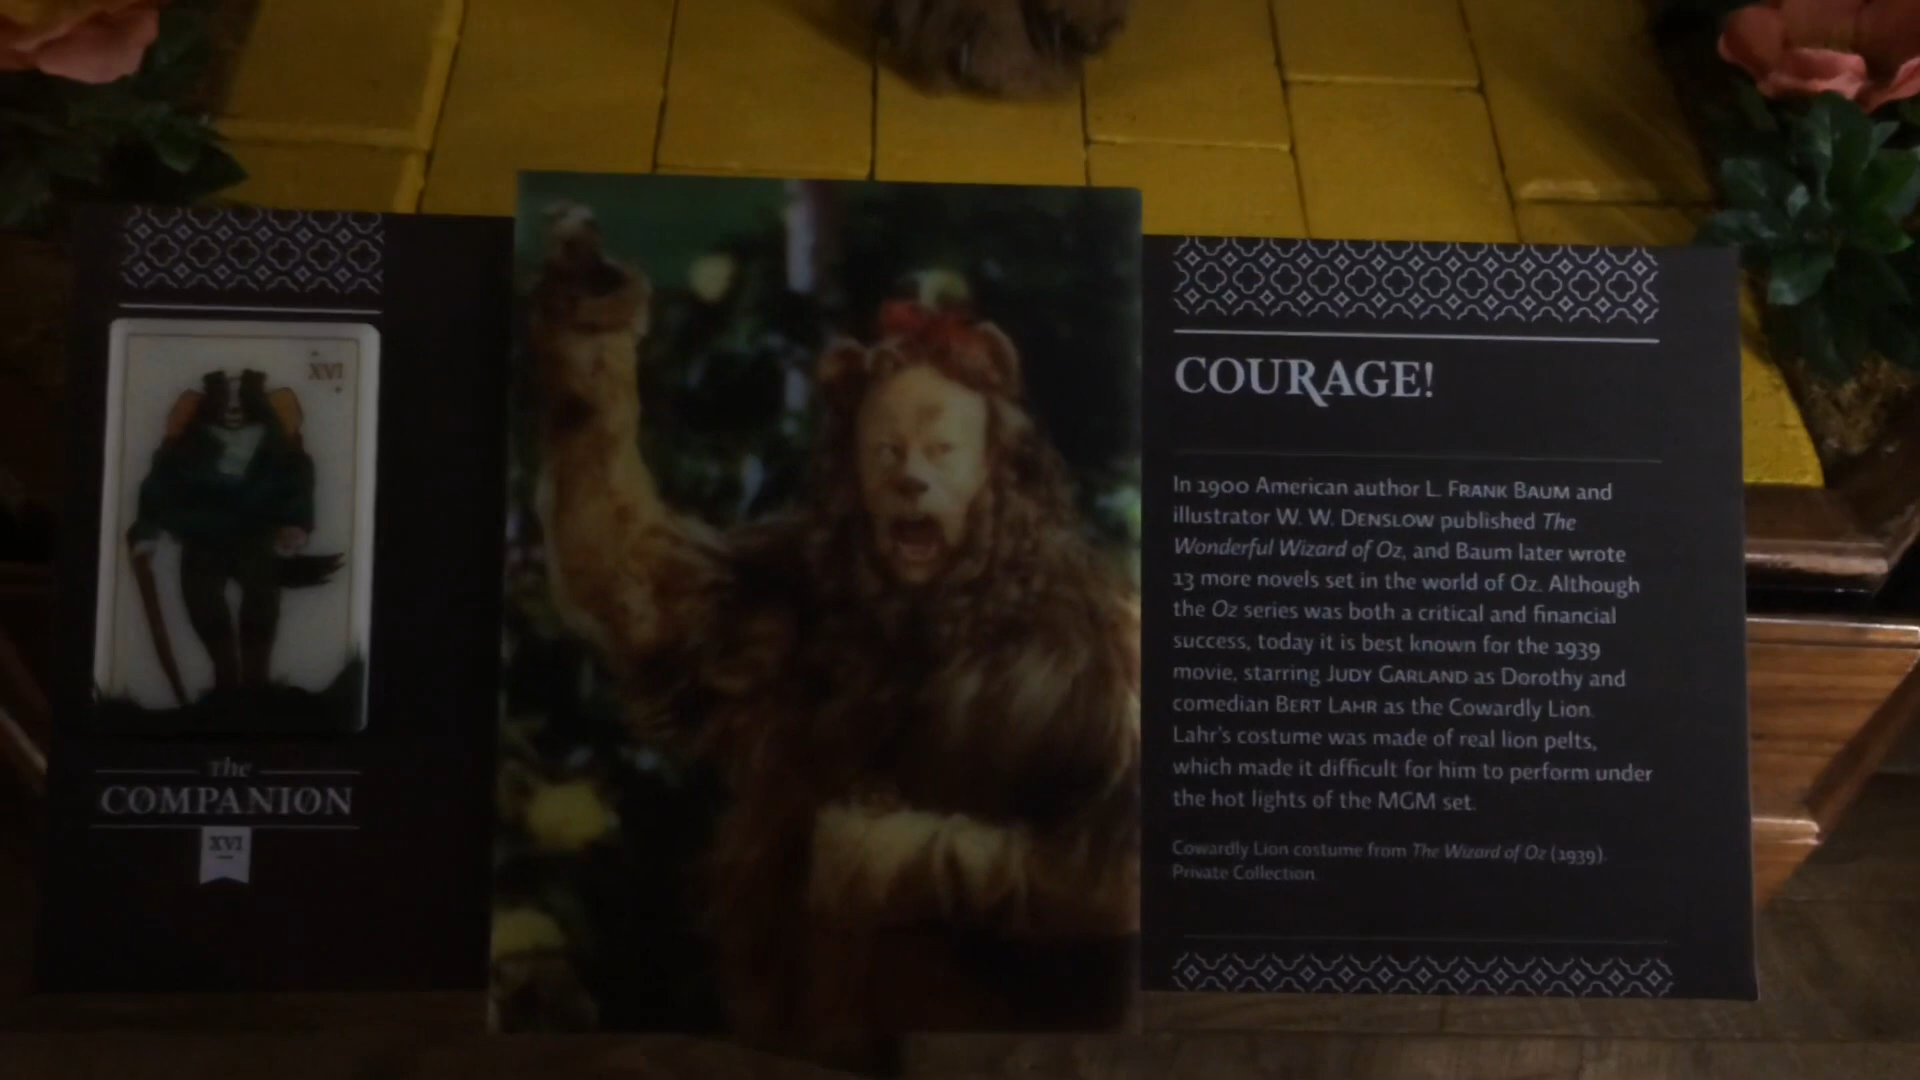 XVI
The
COMPANION
XVI
COURAGE!
In 1900 American author L. FRANK BAUM and
illustrator W. W. DENSLOW published The
Wonderful Wizard of Oz, and Baum later wrote
13 more novels set in the world of Oz. Although
the Oz series was both a critical and financial
success, today it is best known for the 1939
movie, starring JUDY GARLAND as Dorothy and
comedian BERT LAHR as the Cowardly Lion.
Lahr's costume was made of real lion pelts,
which made it difficult for him to perform under
the hot lights of the MGM set.
Cowardly Lion costume from The Wizard of Oz (1939).
Private Collection.